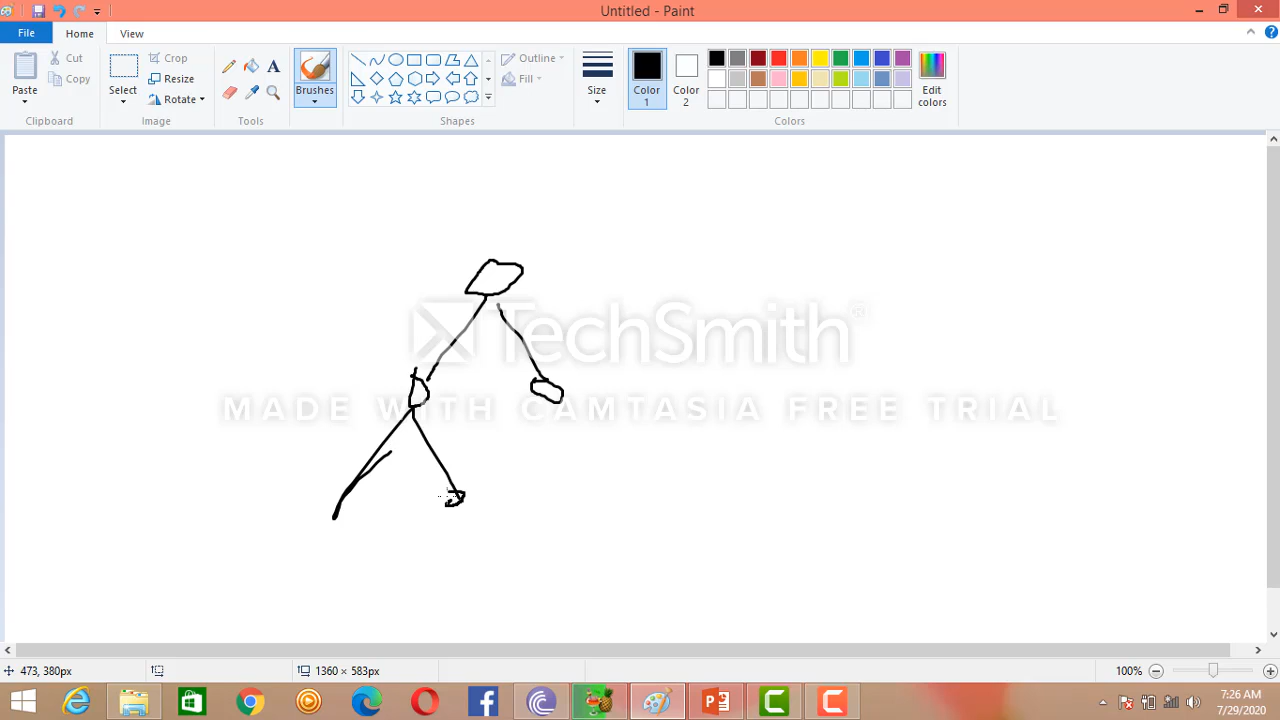 Untitled - Paint
File
Home
View
Paste
Cut
Copy
Clipboard
Select
Crop
Resize
Rotate
Image
A
Tools
Brushes
Outline
Fill
Shapes
Size
Color
1
Color
2
Edit
colors
Colors
TechSmith®
MADE WITH CAMTASIA FREE TRIAL
473, 380px
1360 × 583px
100%
7:26 AM
7/29/2020